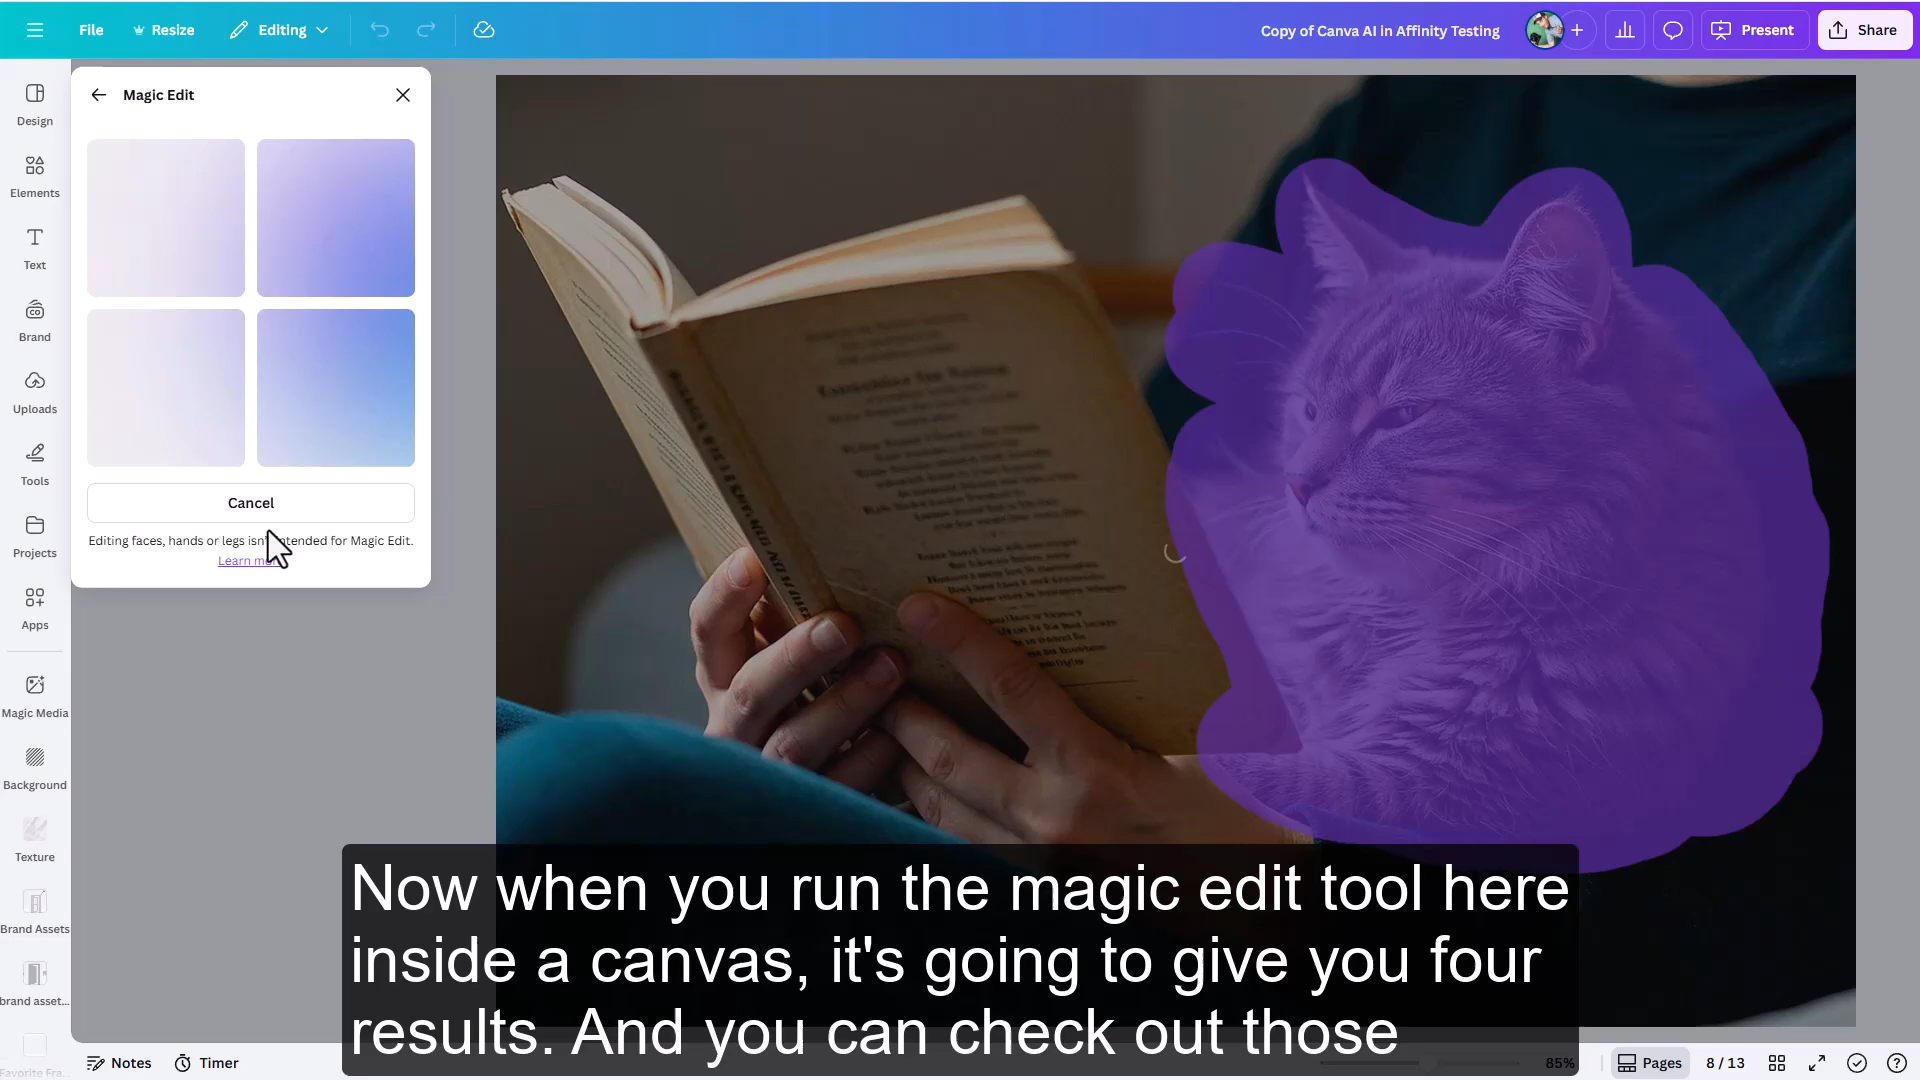 File
Resize
Editing
Copy of Canva AI in Affinity Testing
Present
Share
Design
Elements
Text
Brand
Uploads
Tools
Projects
Apps
Magic Media
Background
Texture
Brand Assets
brand asset...
Favorite Fra...
Magic Edit
Cancel
Editing faces, hands or legs isn't intended for Magic Edit.
Learn more
Now when you run the magic edit tool here
inside a canvas, it's going to give you four
results. And you can check out those
Notes
Timer
85%
Pages
8 / 13